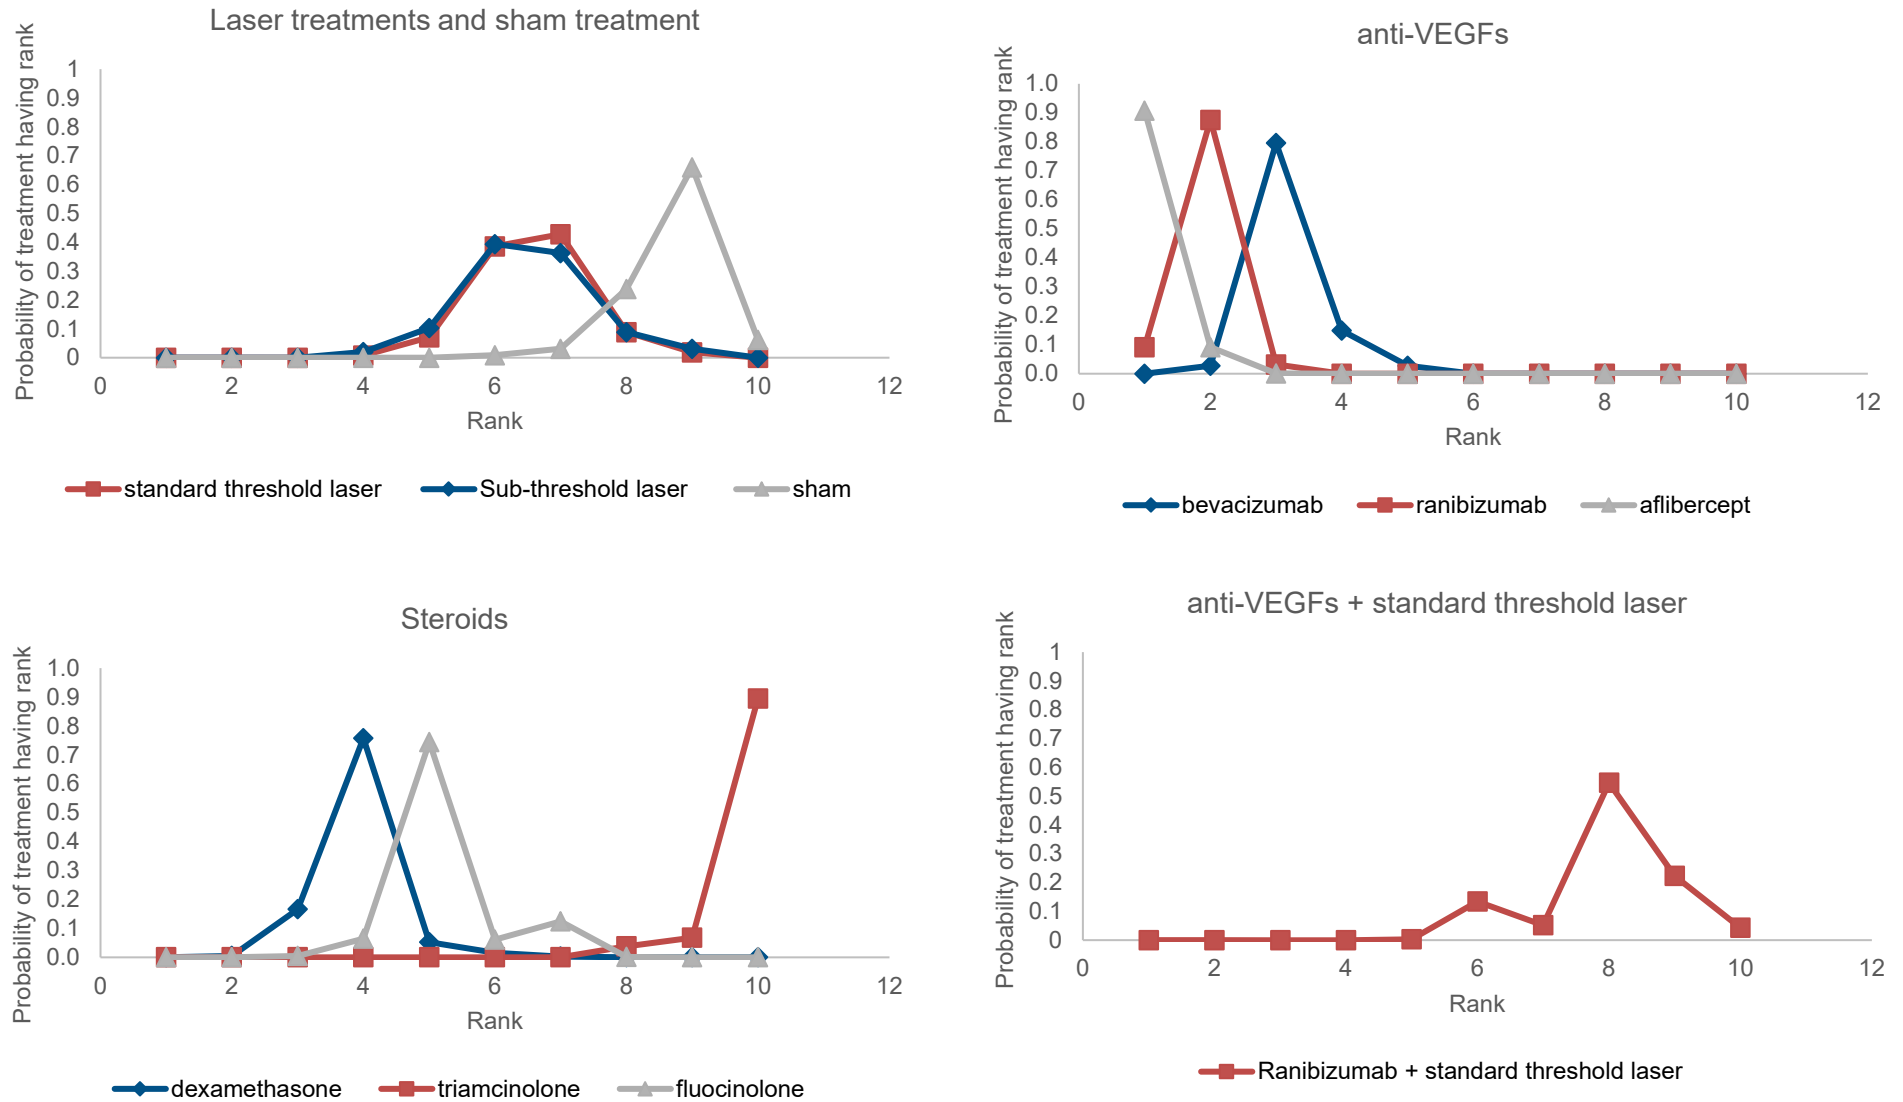 Laser treatments and sham treatment
Probability of treatment having rank
1
0.9
0.8
0.7
0.6
0.5
0.4
0.3
0.2
0.1
0
0 2 4 6 8 10 12
Rank
standard threshold laser Sub-threshold laser sham
anti-VEGFs
Probability of treatment having rank
1.0
0.9
0.8
0.7
0.6
0.5
0.4
0.3
0.2
0.1
0.0
0 2 4 6 8 10 12
Rank
bevacizumab ranibizumab aflibercept
Steroids
Probability of treatment having rank
1.0
0.9
0.8
0.7
0.6
0.5
0.4
0.3
0.2
0.1
0.0
0 2 4 6 8 10 12
Rank
dexamethasone triamcinolone fluocinolone
anti-VEGFs + standard threshold laser
Probability of treatment having rank
1
0.9
0.8
0.7
0.6
0.5
0.4
0.3
0.2
0.1
0
0 2 4 6 8 10 12
Rank
Ranibizumab + standard threshold laser